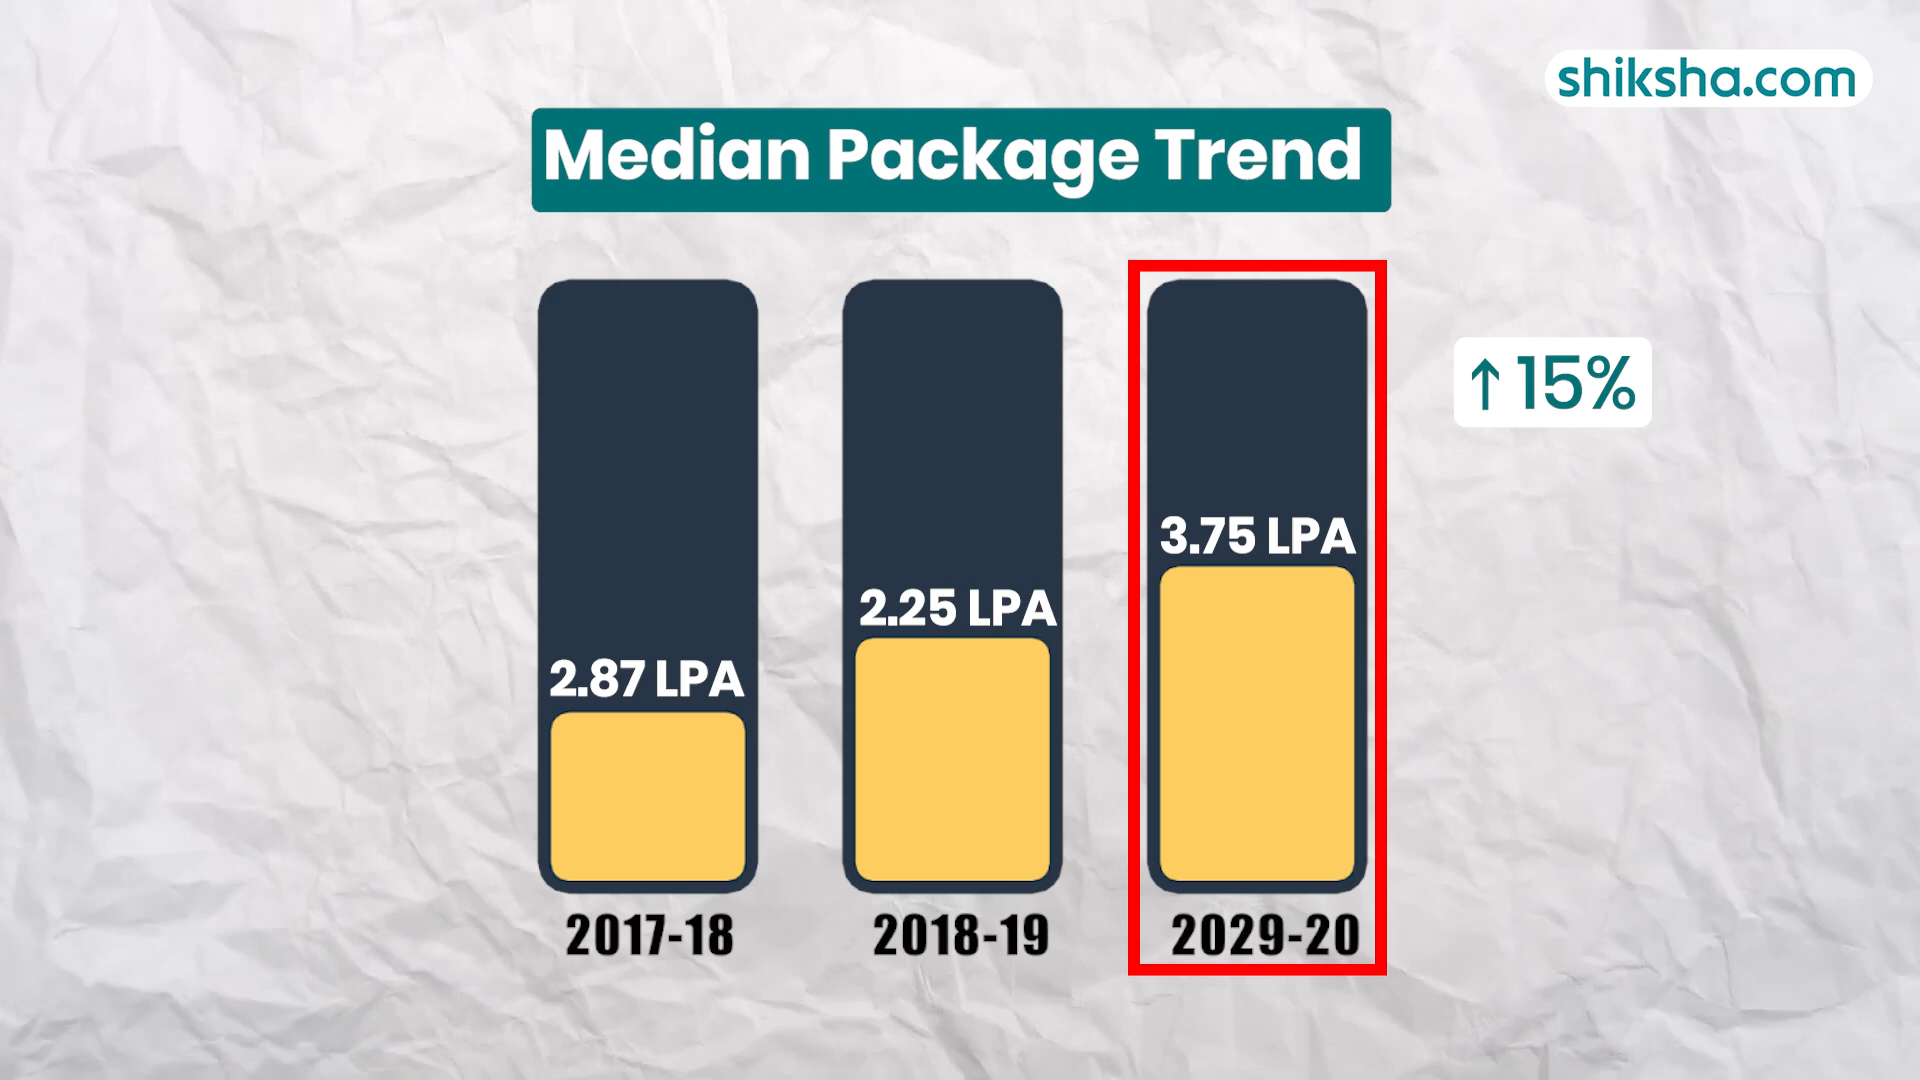 shiksha.com
Median Package Trend
↑ 15%
3.75 LPA
2.25 LPA
2.87 LPA
2017-18
2018-19
2029-20